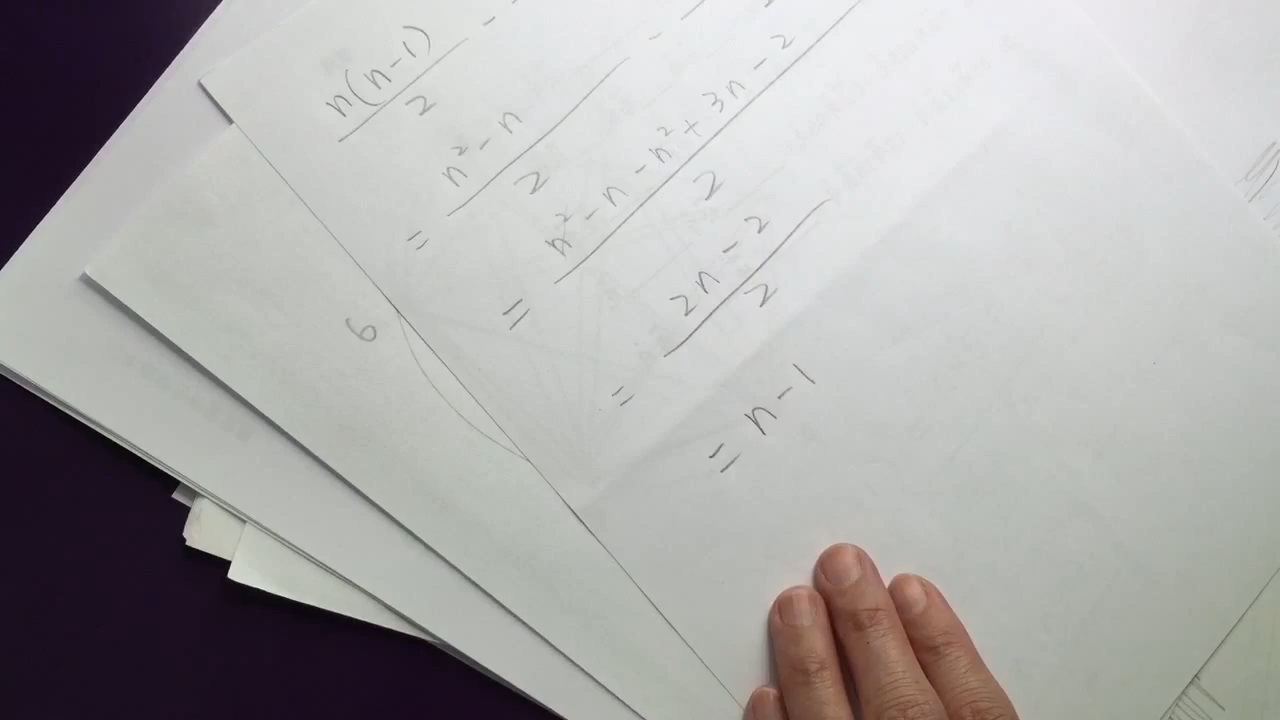 n(n-1)/2 -
= n²-n/2 -
= n²-n-n²+3n-2/2
= 2n-2/2
= n-1
6